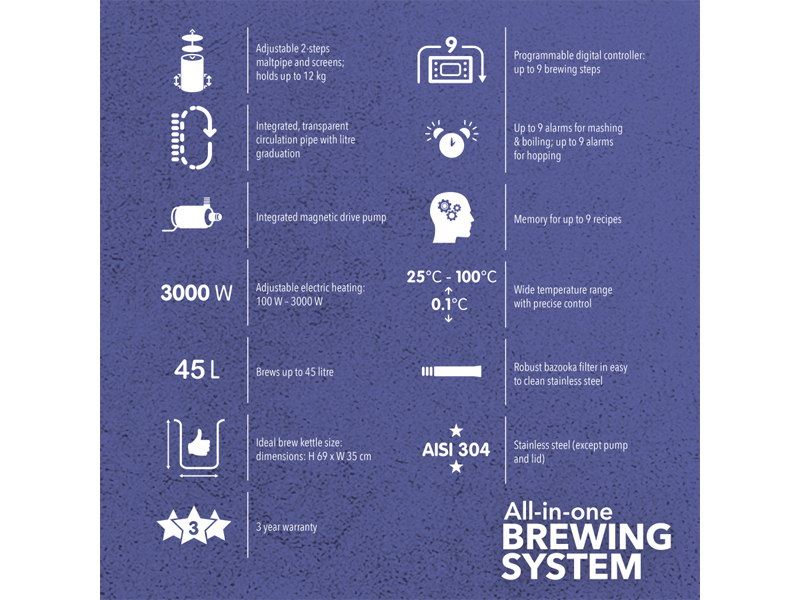 Adjustable 2-steps
maltpipe and screens;
holds up to 12 kg
Integrated, transparent
circulation pipe with litre
graduation
Integrated magnetic drive pump
3000 W
Adjustable electric heating:
100 W – 3000 W
45 L
Brews up to 45 litre
Ideal brew kettle size:
dimensions: H 69 x W 35 cm
3
3 year warranty
9
Programmable digital controller:
up to 9 brewing steps
Up to 9 alarms for mashing
& boiling; up to 9 alarms
for hopping
Memory for up to 9 recipes
25°C - 100°C
0.1°C
Wide temperature range
with precise control
Robust bazooka filter in easy
to clean stainless steel
AISI 304
Stainless steel (except pump
and lid)
All-in-one
BREWING
SYSTEM